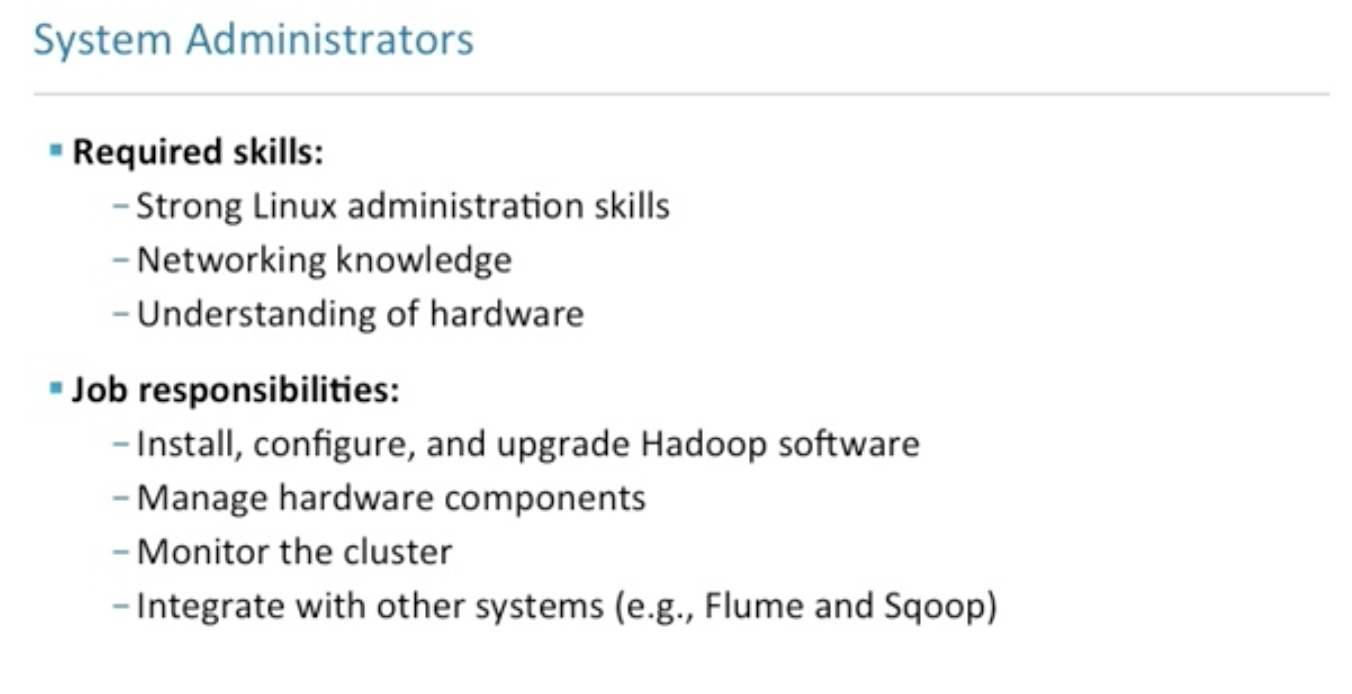 System Administrators
▪ Required skills:
– Strong Linux administration skills
– Networking knowledge
– Understanding of hardware
▪ Job responsibilities:
– Install, configure, and upgrade Hadoop software
– Manage hardware components
– Monitor the cluster
– Integrate with other systems (e.g., Flume and Sqoop)